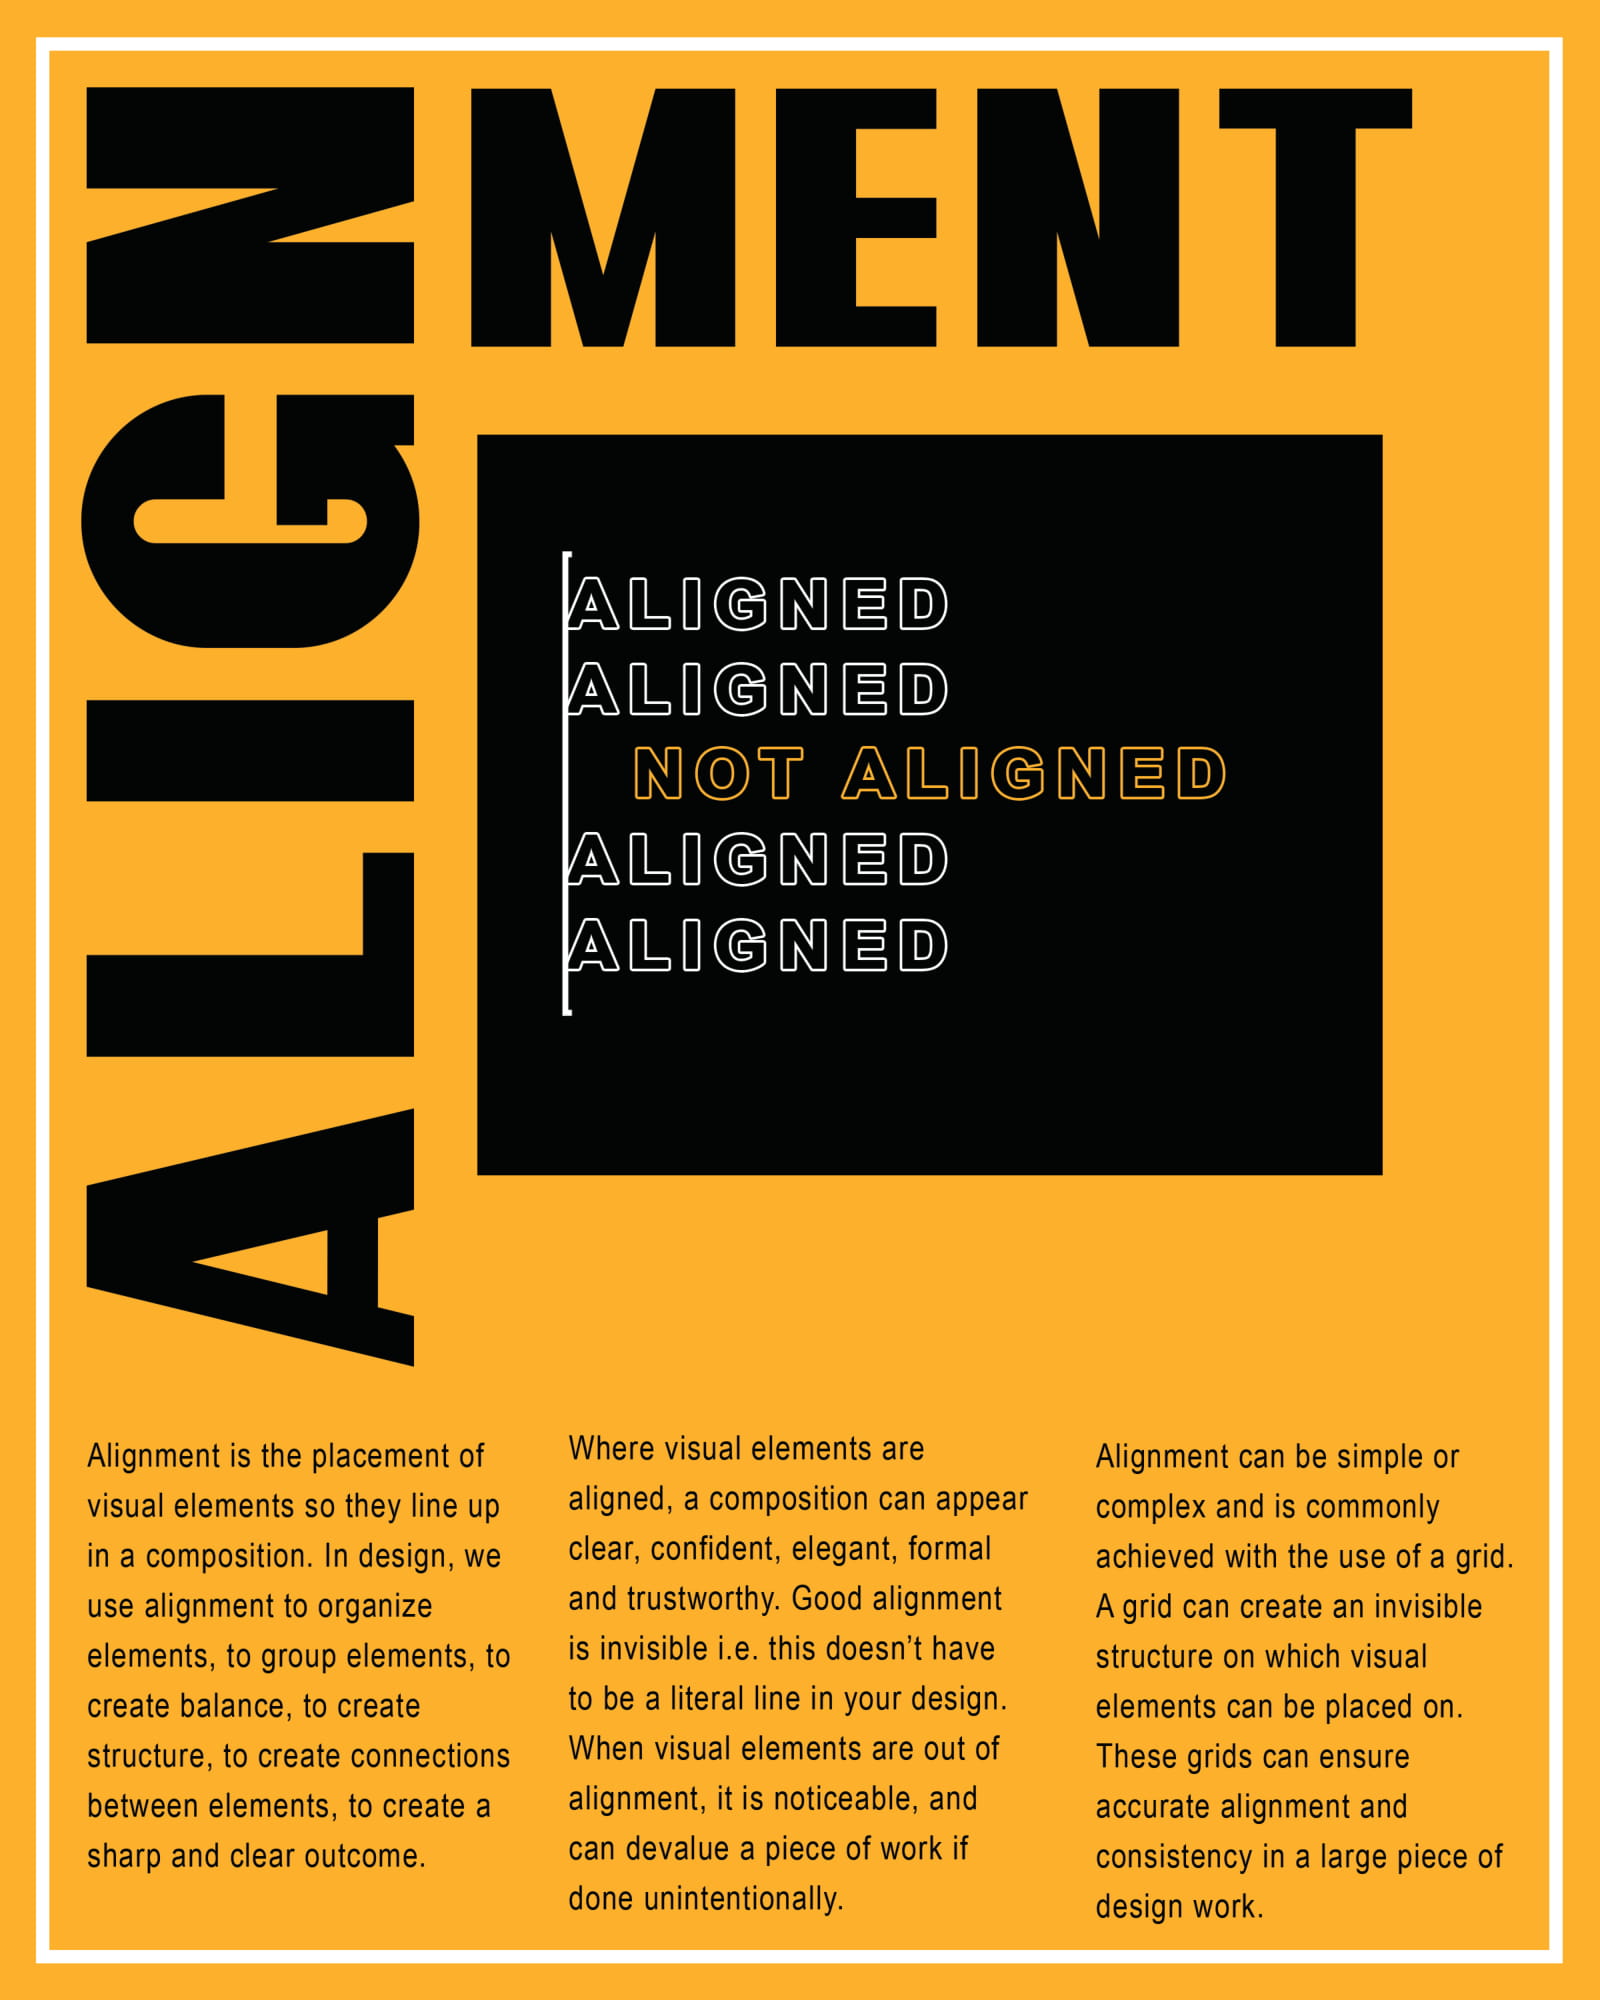 ALIGN
MENT
ALIGNED
ALIGNED
NOT ALIGNED
ALIGNED
ALIGNED
Alignment is the placement of
visual elements so they line up
in a composition. In design, we
use alignment to organize
elements, to group elements, to
create balance, to create
structure, to create connections
between elements, to create a
sharp and clear outcome.
Where visual elements are
aligned, a composition can appear
clear, confident, elegant, formal
and trustworthy. Good alignment
is invisible i.e. this doesn’t have
to be a literal line in your design.
When visual elements are out of
alignment, it is noticeable, and
can devalue a piece of work if
done unintentionally.
Alignment can be simple or
complex and is commonly
achieved with the use of a grid.
A grid can create an invisible
structure on which visual
elements can be placed on.
These grids can ensure
accurate alignment and
consistency in a large piece of
design work.